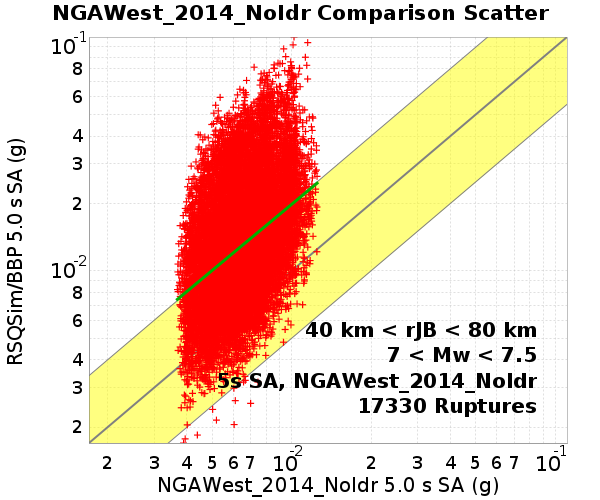 NGAWest_2014_NoIdr Comparison Scatter
10-1
8
6
4
3
2
10-2
8
6
5
4
3
2
RSQSim/BBP 5.0 s SA (g)
40 km < rJB < 80 km
7 < Mw < 7.5
5s SA, NGAWest_2014_NoIdr
17330 Ruptures
2 3 4 5 6 7 10-2 2 3 4 5 6 7 10-1
NGAWest_2014_NoIdr 5.0 s SA (g)